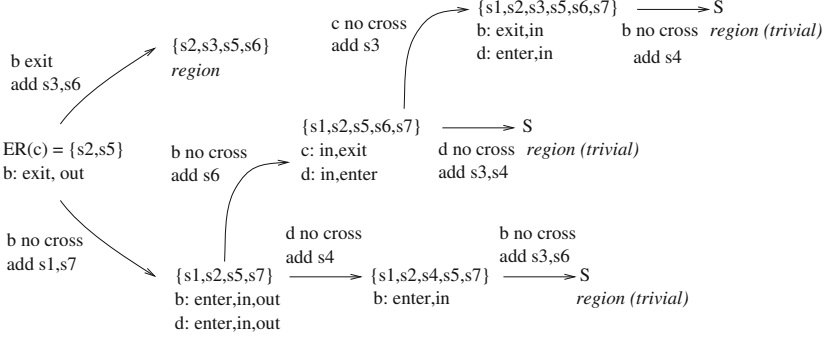 {s1,s2,s3,s5,s6,s7}
S
b: exit,in
d: enter,in
b no cross
add s4
region (trivial)
c no cross
add s3
{s2,s3,s5,s6}
region
b exit
add s3,s6
{s1,s2,s5,s6,s7}
S
c: in,exit
d: in,enter
d no cross
add s3,s4
region (trivial)
ER(c) = {s2,s5}
b: exit, out
b no cross
add s6
b no cross
add s1,s7
d no cross
add s4
b no cross
add s3,s6
{s1,s2,s5,s7}
b: enter,in,out
d: enter,in,out
{s1,s2,s4,s5,s7}
b: enter,in
S
region (trivial)